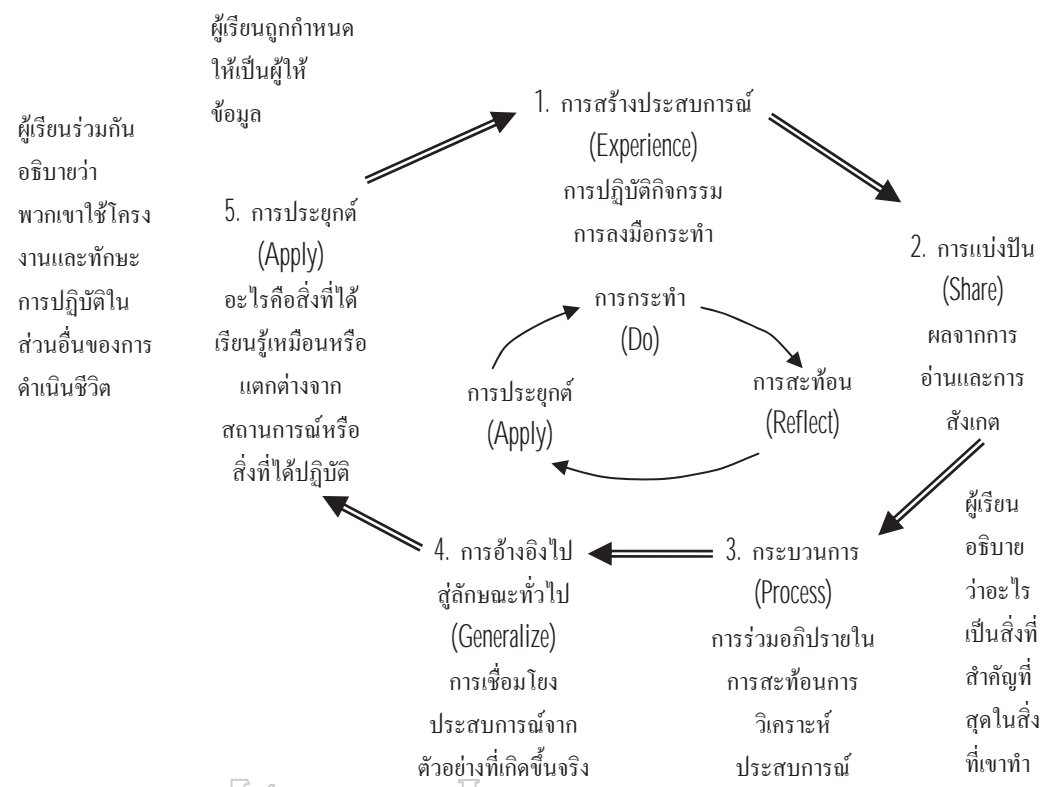 ผู้เรียนถูกกำหนด
ให้เป็นผู้ให้
ข้อมูล
ผู้เรียนร่วมกัน
อธิบายว่า
พวกเขาใช้โครง
งานและทักษะ
การปฏิบัติใน
ส่วนอื่นของการ
ดำเนินชีวิต
1. การสร้างประสบการณ์
(Experience)
การปฏิบัติกิจกรรม
การลงมือกระทำ
2. การแบ่งปัน
(Share)
ผลจากการ
อ่านและการ
สังเกต
ผู้เรียน
อธิบาย
ว่าอะไร
เป็นสิ่งที่
สำคัญที่
สุดในสิ่ง
ที่เขาทำ
3. กระบวนการ
(Process)
การร่วมอภิปรายใน
การสะท้อนการ
วิเคราะห์
ประสบการณ์
4. การอ้างอิงไป
สู่ลักษณะทั่วไป
(Generalize)
การเชื่อมโยง
ประสบการณ์จาก
ตัวอย่างที่เกิดขึ้นจริง
5. การประยุกต์
(Apply)
อะไรคือสิ่งที่ได้
เรียนรู้เหมือนหรือ
แตกต่างจาก
สถานการณ์หรือ
สิ่งที่ได้ปฏิบัติ
การกระทำ
(Do)
การสะท้อน
(Reflect)
การประยุกต์
(Apply)